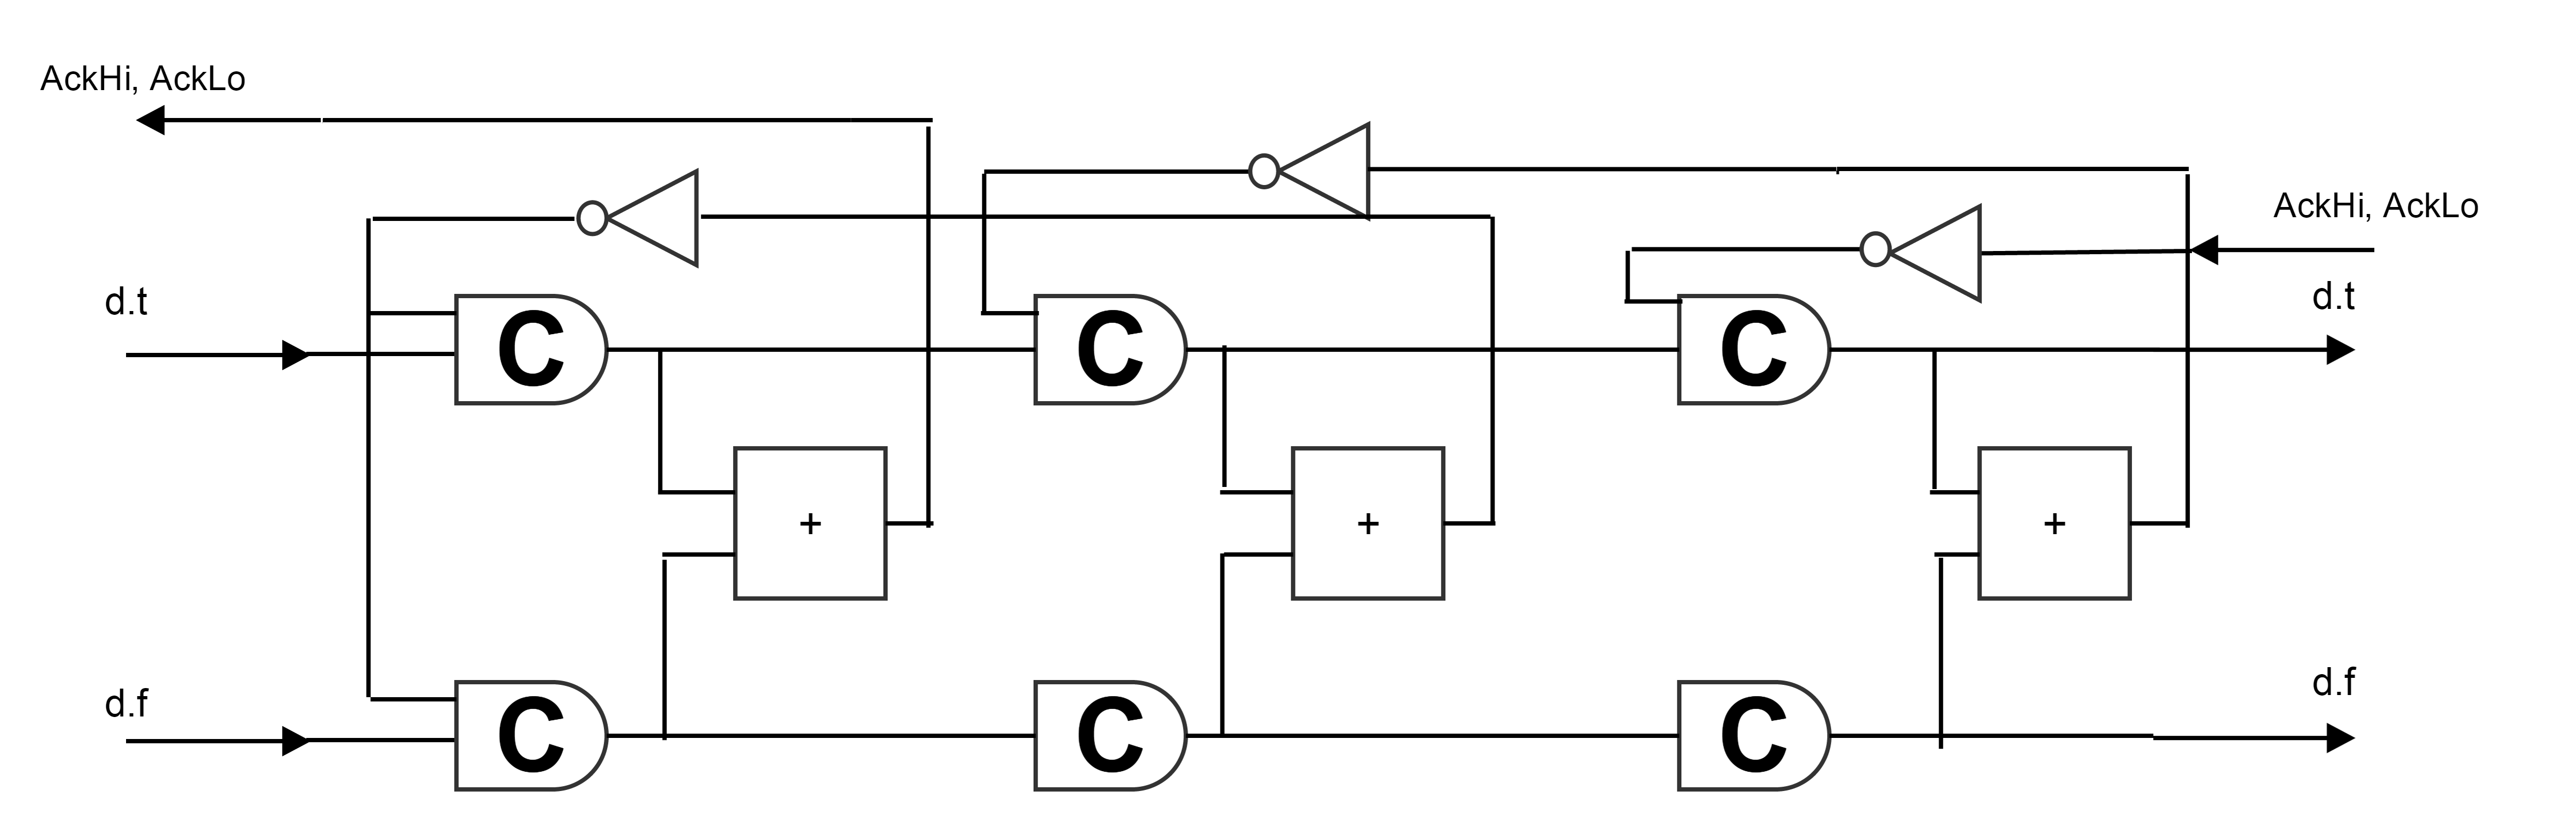 AckHi, AckLo
AckHi, AckLo
d.t
C
C
C
d.t
+
+
+
d.f
C
C
C
d.f